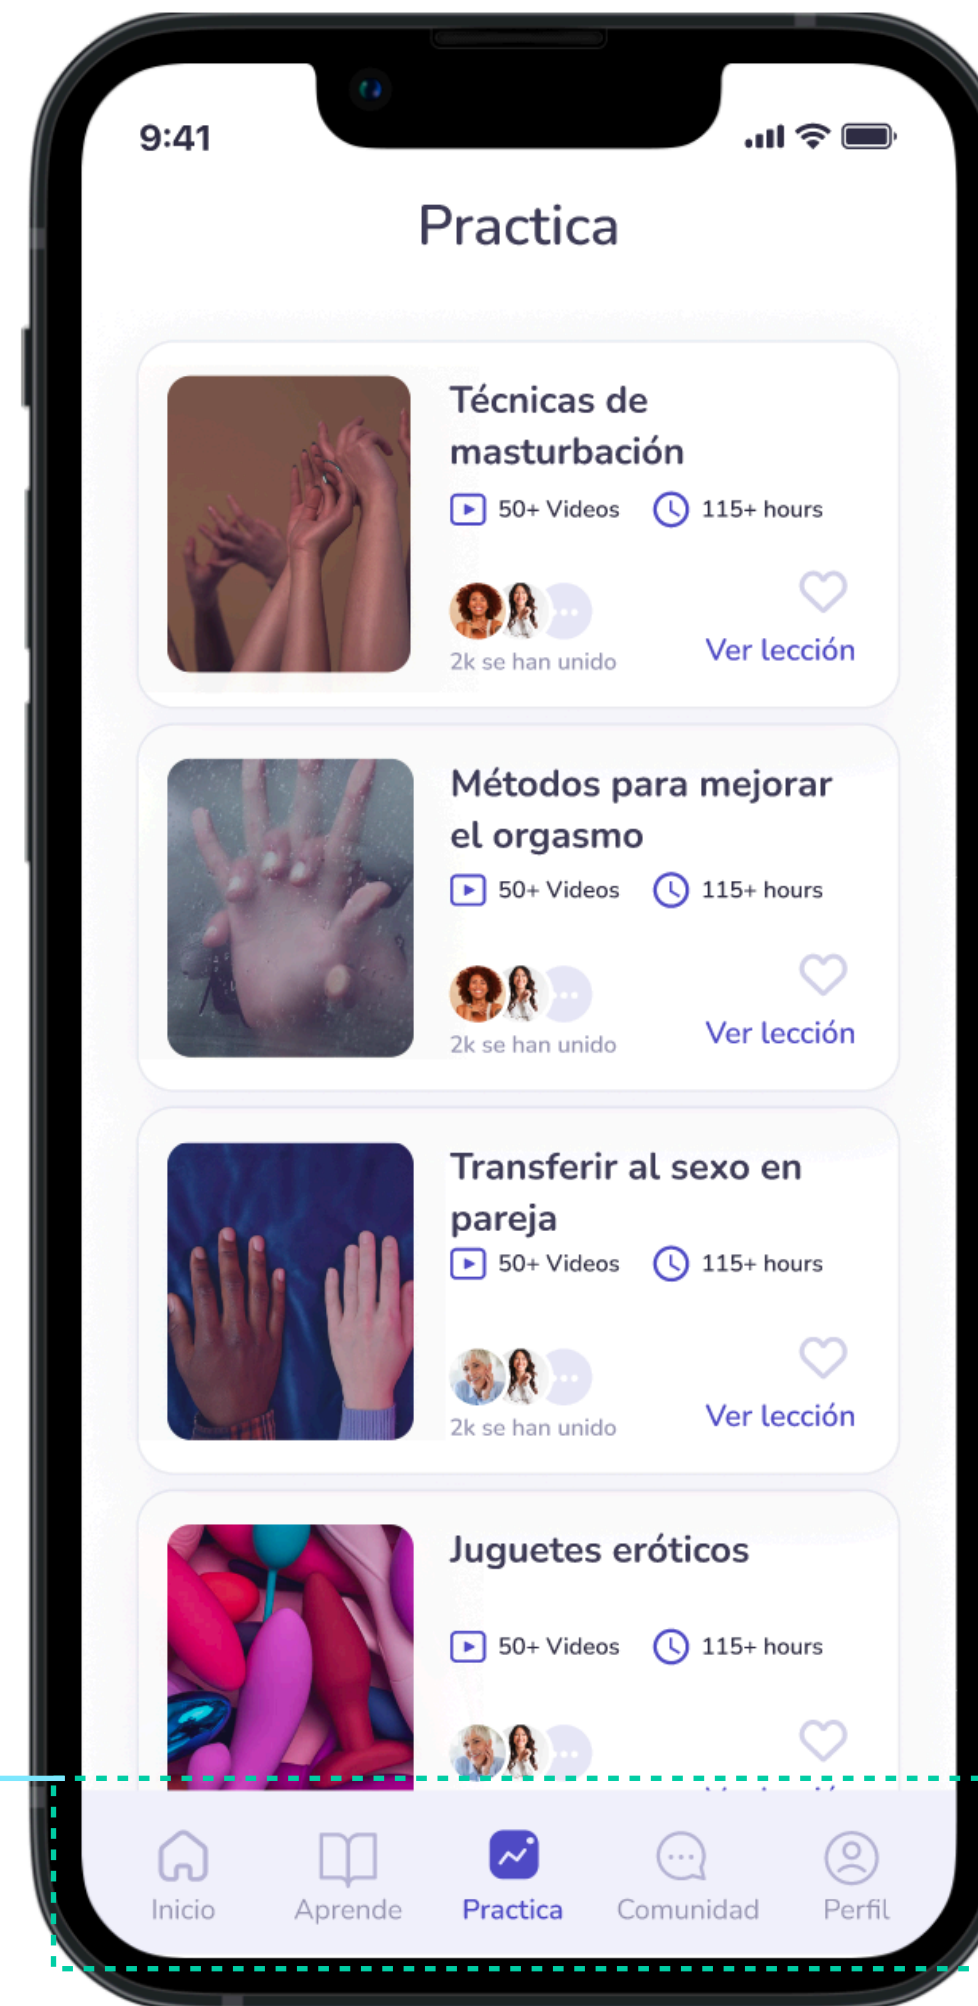 9:41
Practica
Técnicas de
masturbación
50+ Videos 115+ hours
2k se han unido
Ver lección
Métodos para mejorar
el orgasmo
50+ Videos 115+ hours
2k se han unido
Ver lección
Transferir al sexo en
pareja
50+ Videos 115+ hours
2k se han unido
Ver lección
Juguetes eróticos
50+ Videos 115+ hours
Inicio Aprende Practica Comunidad Perfil